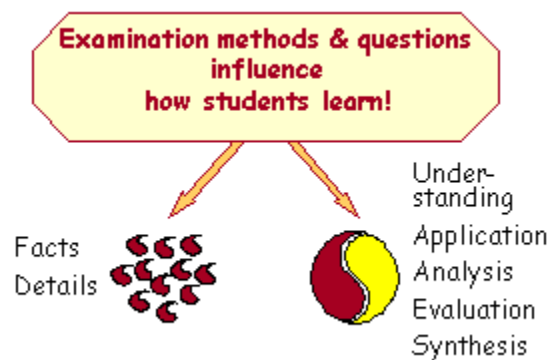 Examination methods & questions
influence
how students learn!
Facts
Details
Under-
standing
Application
Analysis
Evaluation
Synthesis